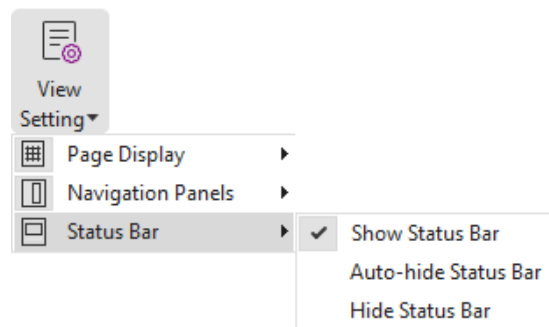 View
Setting
Page Display
Navigation Panels
Status Bar
Show Status Bar
Auto-hide Status Bar
Hide Status Bar